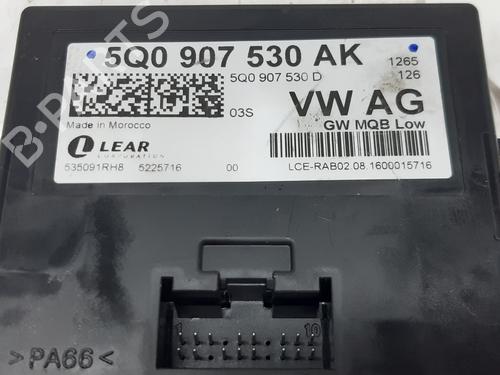 5Q0 907 530 AK
1265
5Q0 907 530 D
126
03S
VW AG
GW MQB Low
Made in Morocco
LEAR
CORPORATION
535091RH8 5225716 00
LCE-RAB02.08.1600015716
1 10
>PA66<
B-PARTS